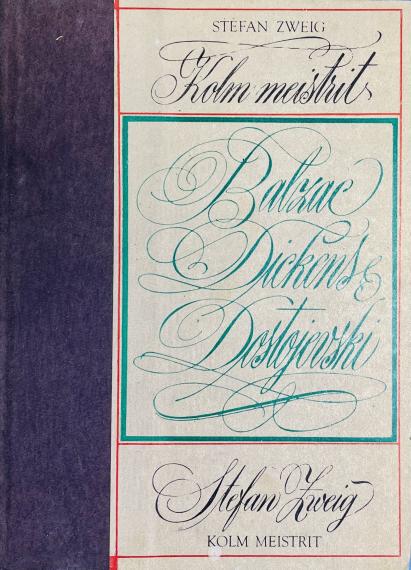 STEFAN ZWEIG
Kolm meistrit
Balzac
Dickens
Dostojevski
Stefan Zweig
KOLM MEISTRIT